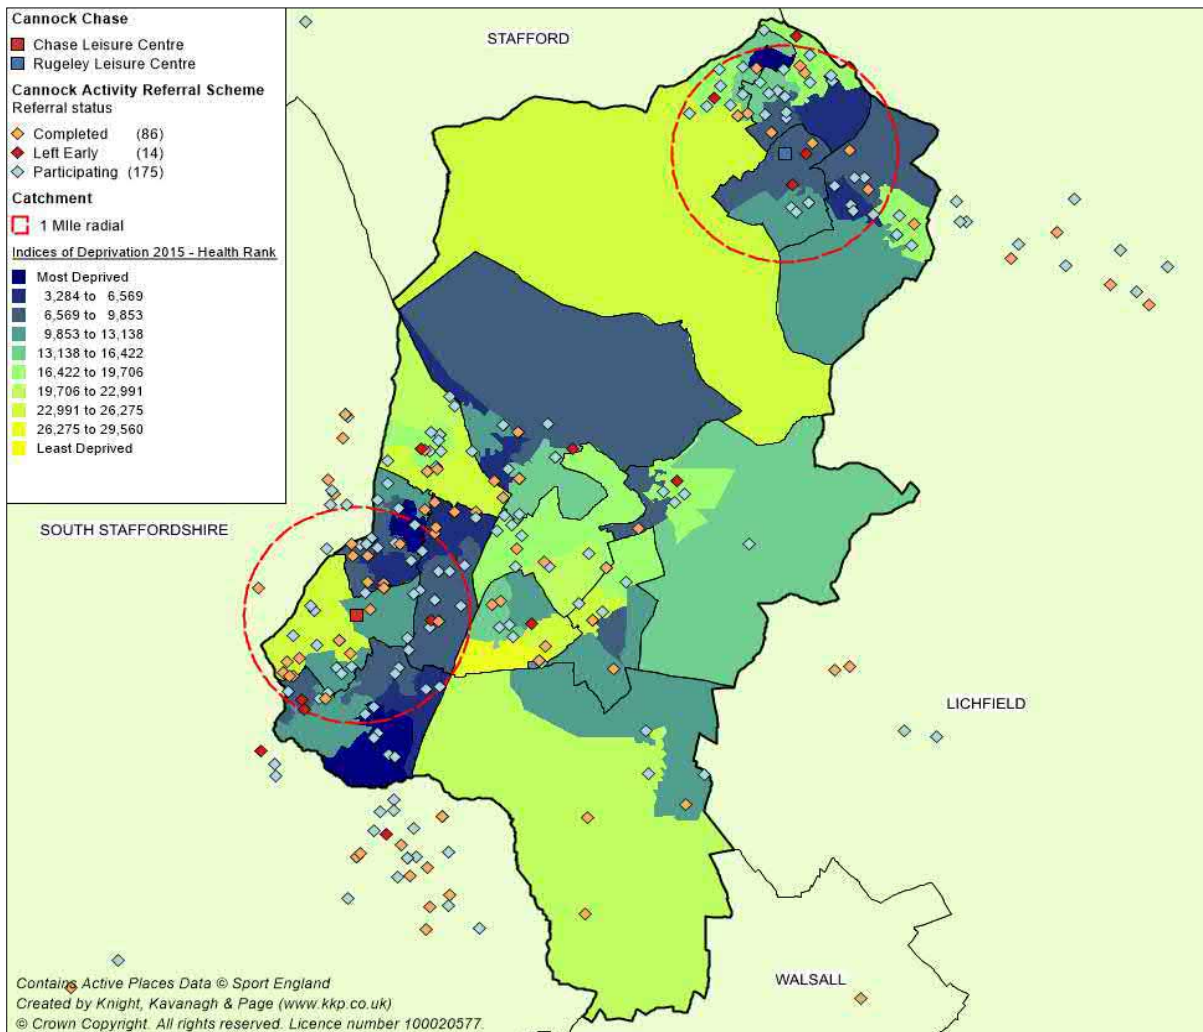 Cannock Chase
Chase Leisure Centre
Rugeley Leisure Centre
Cannock Activity Referral Scheme
Referral status
Completed (86)
Left Early (14)
Participating (175)
Catchment
1 MIle radial
Indices of Deprivation 2015 - Health Rank
Most Deprived
3,284 to 6,569
6,569 to 9,853
9,853 to 13,138
13,138 to 16,422
16,422 to 19,706
19,706 to 22,991
22,991 to 26,275
26,275 to 29,560
Least Deprived
STAFFORD
SOUTH STAFFORDSHIRE
LICHFIELD
WALSALL
Contains Active Places Data © Sport England
Created by Knight, Kavanagh & Page (www.kkp.co.uk)
© Crown Copyright. All rights reserved. Licence number 100020577.